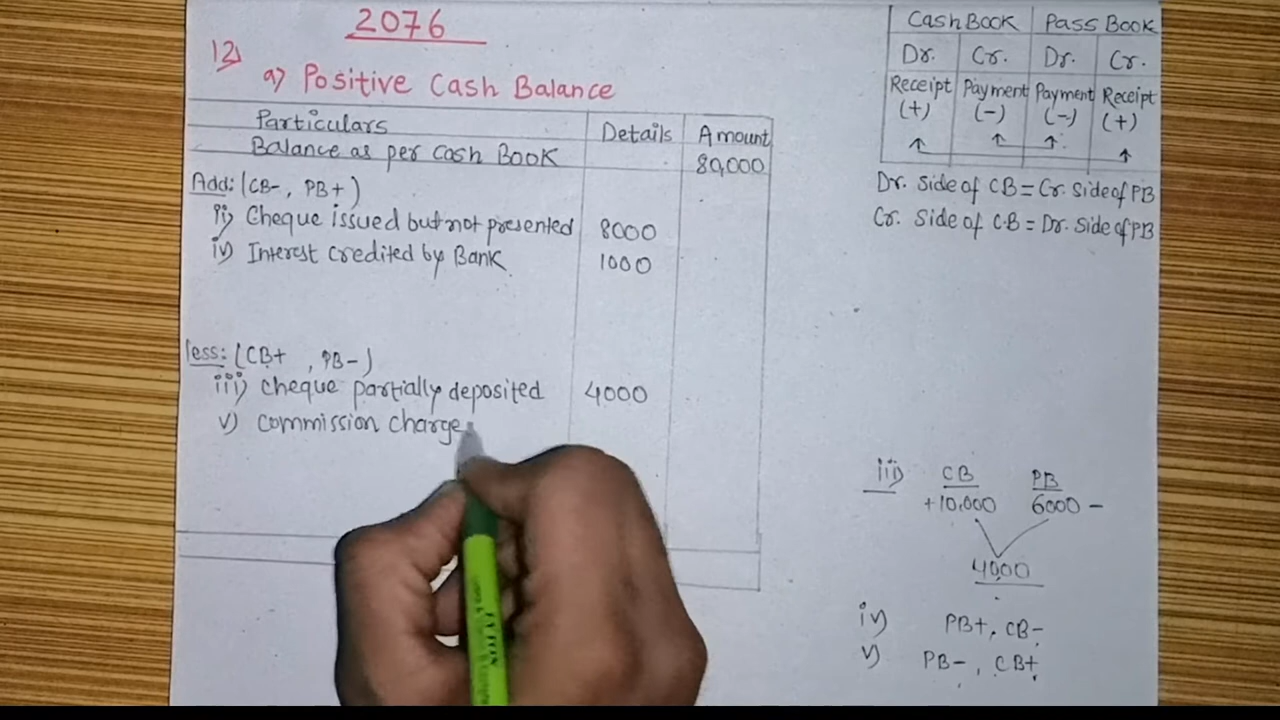 2076
12)
a) Positive Cash Balance
Particulars Details Amount
Balance as per Cash Book 80,000
Add: (CB-, PB+)
ii) Cheque issued but not presented 8000
iv) Interest credited by Bank 1000
less: (CB+ , PB-)
iii) cheque partially deposited 4000
v) commission charge
Cash Book Pass Book
Dr. Cr. Dr. Cr.
Receipt Payment Payment Receipt
(+) (-) (-) (+)
Dr. Side of CB = Cr. Side of PB
Cr. Side of C.B = Dr. Side of PB
iii) CB PB
+10,000 6000 -
4000
iv) PB+, CB-
v) PB-, CB+